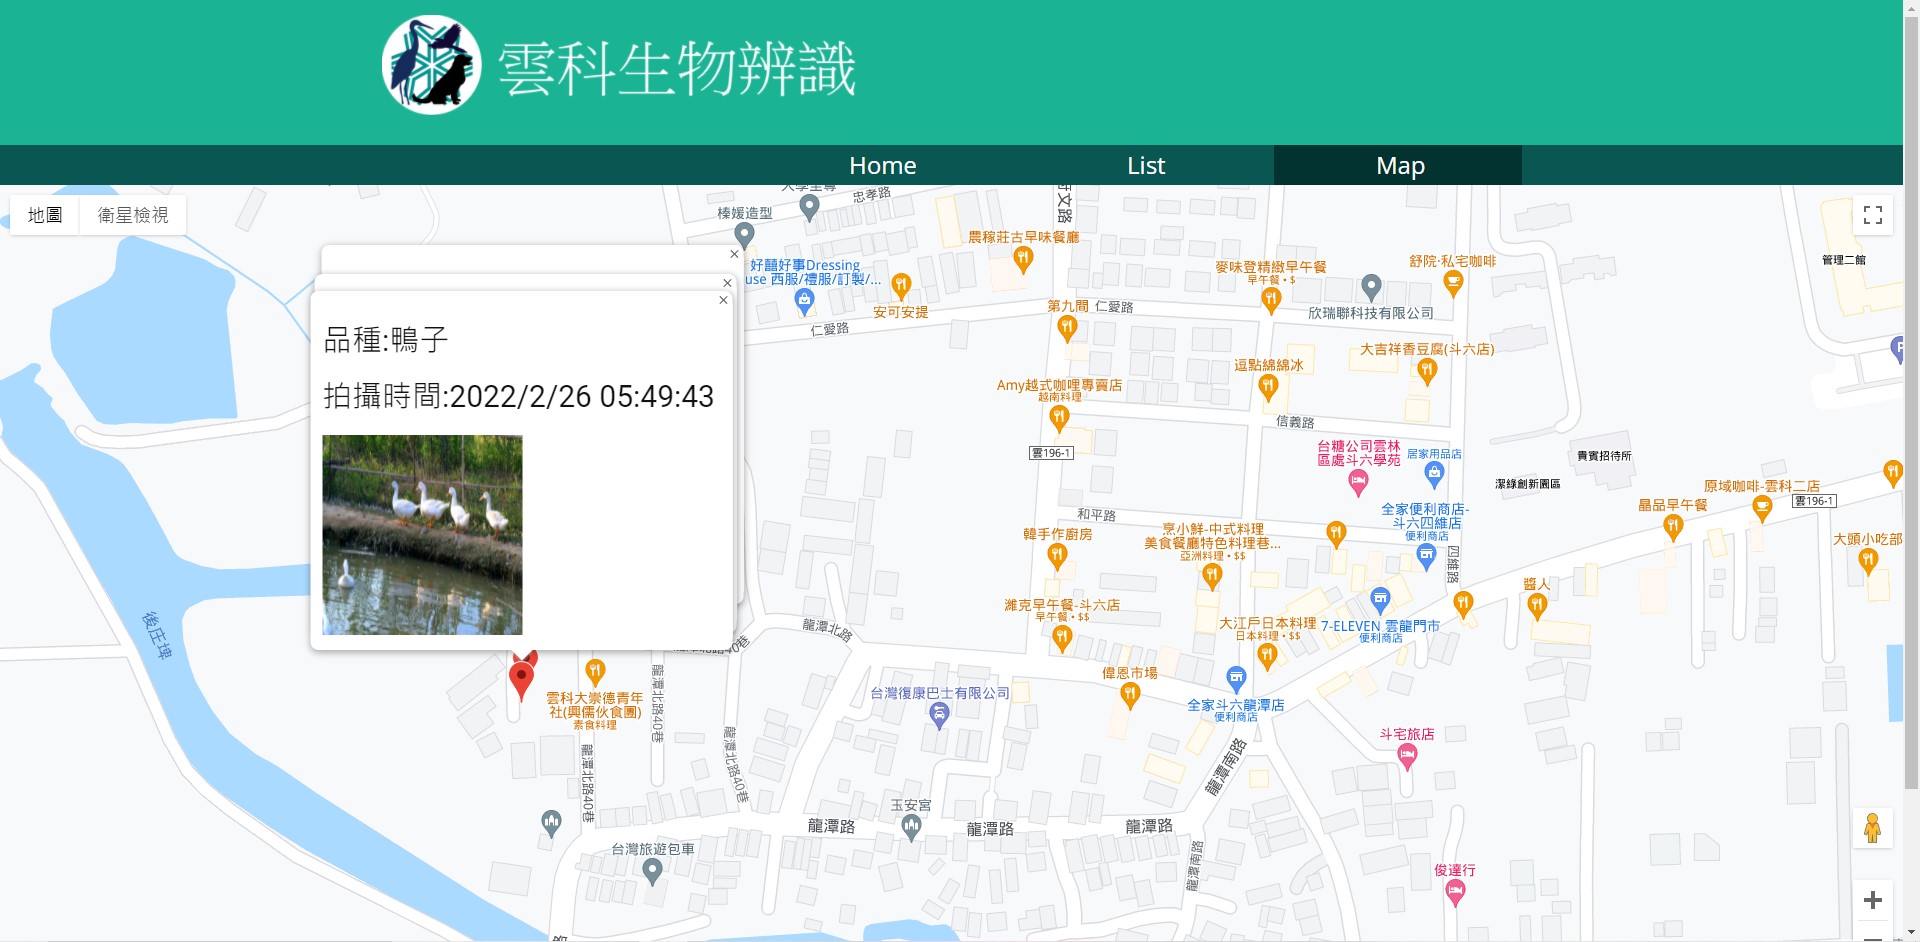 雲科生物辨識
Home
List
Map
地圖
衛星檢視
忠孝路
榛媛造型
農稼莊古早味餐廳
好囍好事Dressing
use 西服/禮服/訂製/...
安可安提
仁愛路
第九間
仁愛路
麥味登精緻早午餐
早午餐・$
舒院·私宅咖啡
欣瑞聯科技有限公司
管理二館
品種:鴨子
拍攝時間:2022/2/26 05:49:43
大吉祥香豆腐(斗六店)
逗點綿綿冰
Amy越式咖哩專賣店
越南料理
信義路
雲196-1
台糖公司雲林
區處斗六學苑
居家用品店
貴賓招待所
潔綠創新園區
原域咖啡-雲科二店
雲196-1
晶品早午餐
全家便利商店-
斗六四維店
便利商店
和平路
韓手作廚房
烹小鮮-中式料理
美食餐廳特色料理巷...
亞洲料理・$$
大頭小吃部
四維路
醬人
濰克早午餐-斗六店
早午餐・$$
大江戶日本料理
日本料理・$$
7-ELEVEN 雲龍門市
便利商店
後庄埤
龍潭北路
偉恩市場
台灣復康巴士有限公司
全家斗六龍潭店
便利商店
雲科大崇德青年
社(興儒伙食團)
素食料理
龍潭北路40巷
龍潭北路40巷
龍潭北路40巷
龍潭南路
斗宅旅店
玉安宮
龍潭路
龍潭路
龍潭路
台灣旅遊包車
龍潭南路
俊達行